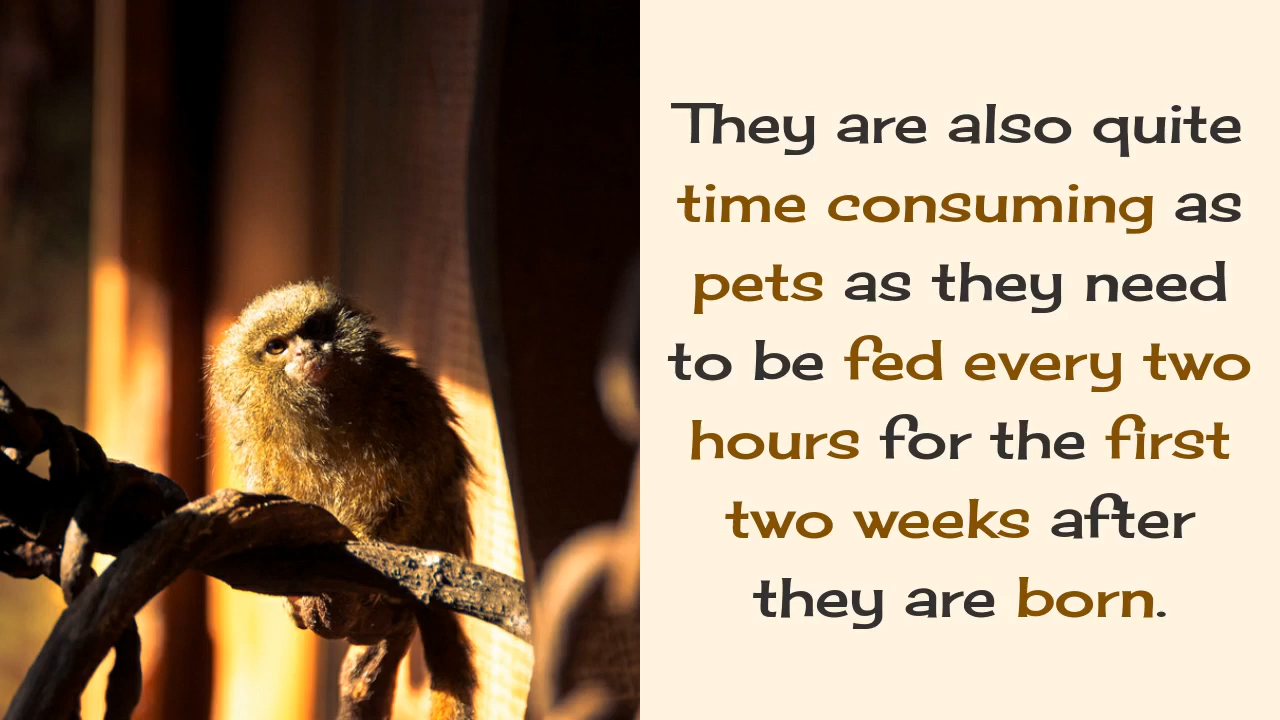 They are also quite
time consuming as
pets as they need
to be fed every two
hours for the first
two weeks after
they are born.